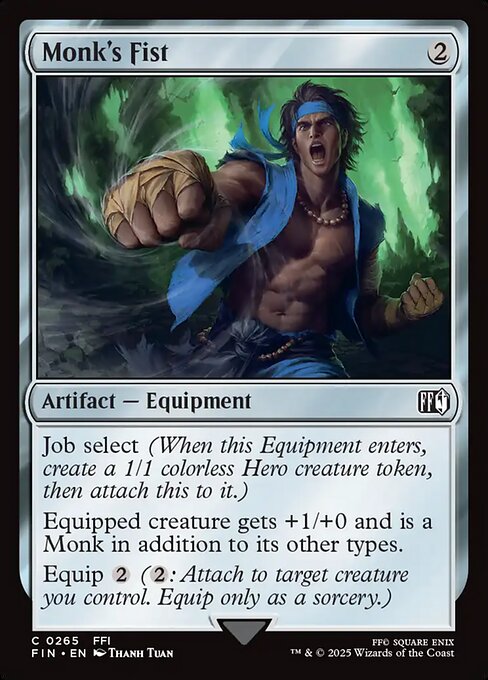 Monk's Fist 2
Artifact — Equipment
Job select (When this Equipment enters,
create a 1/1 colorless Hero creature token,
then attach this to it.)
Equipped creature gets +1/+0 and is a
Monk in addition to its other types.
Equip 2 (2: Attach to target creature
you control. Equip only as a sorcery.)
C 0265 FFI
FIN • EN Thanh Tuan
FF© SQUARE ENIX
™ & © 2025 Wizards of the Coast